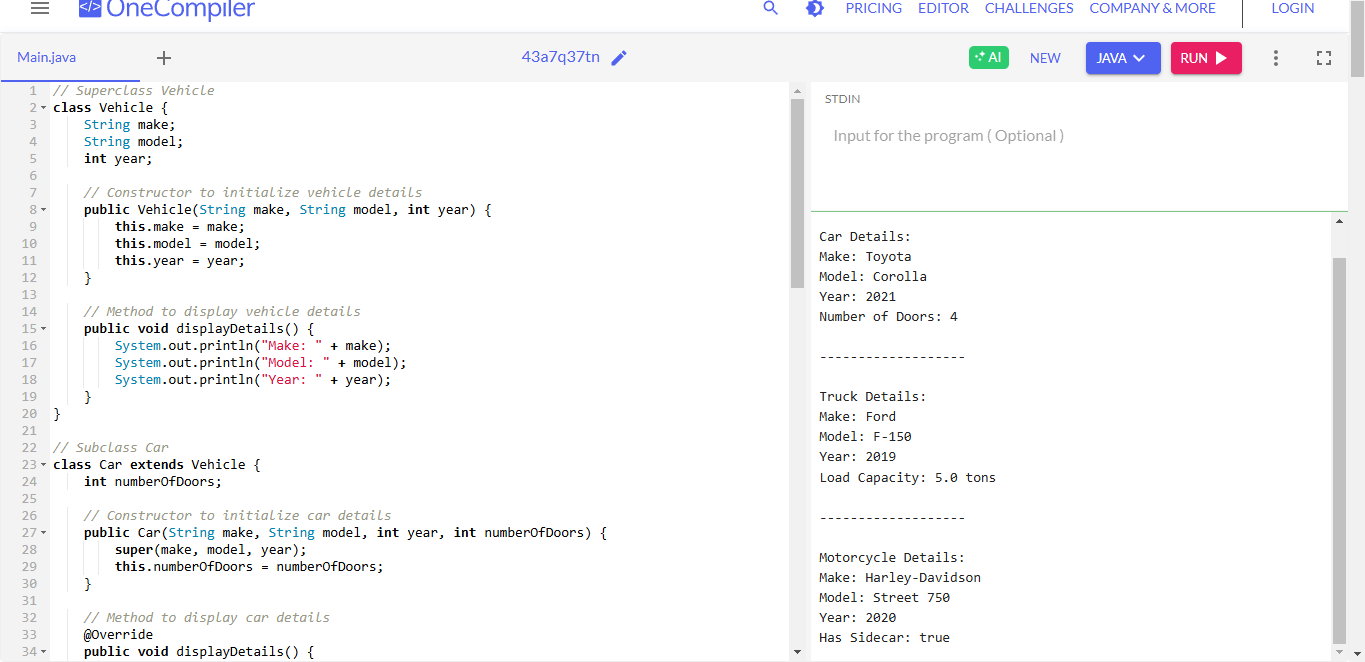 </> OneCompiler
PRICING EDITOR CHALLENGES COMPANY & MORE LOGIN
Main.java
43a7q37tn
AI NEW JAVA RUN
1 // Superclass Vehicle
2 class Vehicle {
3 String make;
4 String model;
5 int year;
6
7 // Constructor to initialize vehicle details
8 public Vehicle(String make, String model, int year) {
9 this.make = make;
10 this.model = model;
11 this.year = year;
12 }
13
14 // Method to display vehicle details
15 public void displayDetails() {
16 System.out.println("Make: " + make);
17 System.out.println("Model: " + model);
18 System.out.println("Year: " + year);
19 }
20 }
21
22 // Subclass Car
23 class Car extends Vehicle {
24 int numberOfDoors;
25
26 // Constructor to initialize car details
27 public Car(String make, String model, int year, int numberOfDoors) {
28 super(make, model, year);
29 this.numberOfDoors = numberOfDoors;
30 }
31
32 // Method to display car details
33 @Override
34 public void displayDetails() {
STDIN
Input for the program ( Optional )
Car Details:
Make: Toyota
Model: Corolla
Year: 2021
Number of Doors: 4
-------------------
Truck Details:
Make: Ford
Model: F-150
Year: 2019
Load Capacity: 5.0 tons
-------------------
Motorcycle Details:
Make: Harley-Davidson
Model: Street 750
Year: 2020
Has Sidecar: true